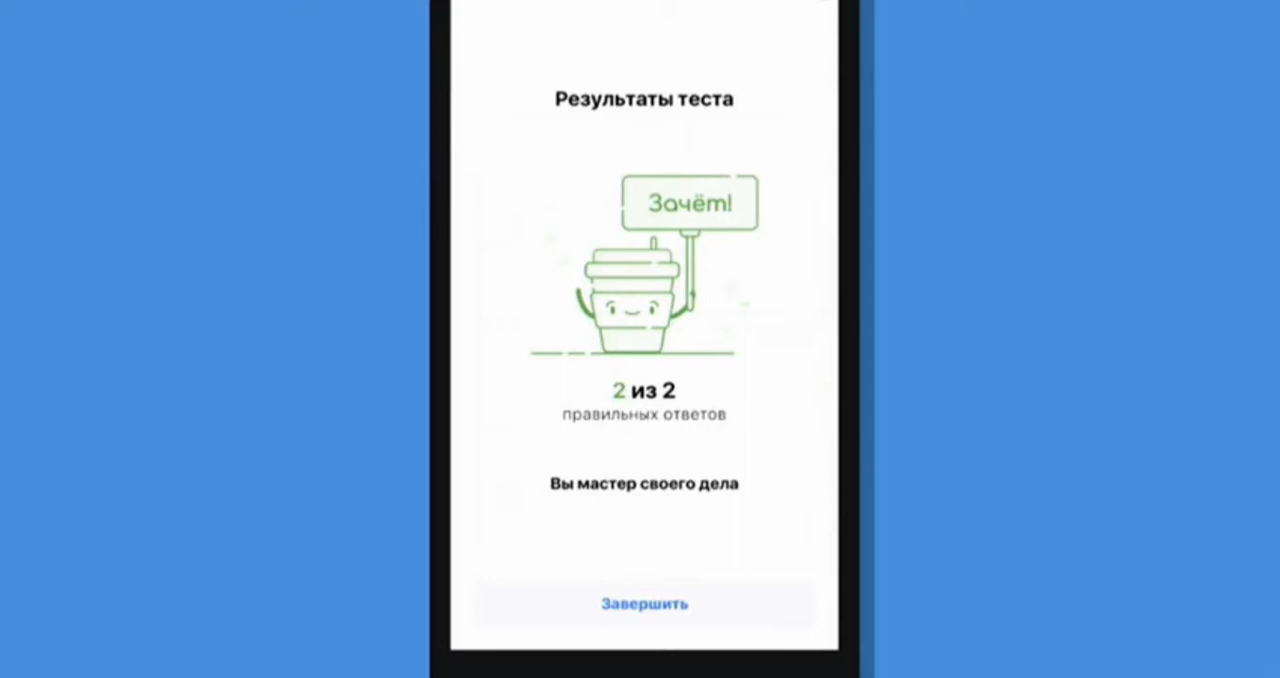 Результаты теста
Зачёт!
2 из 2
правильных ответов
Вы мастер своего дела
Завершить